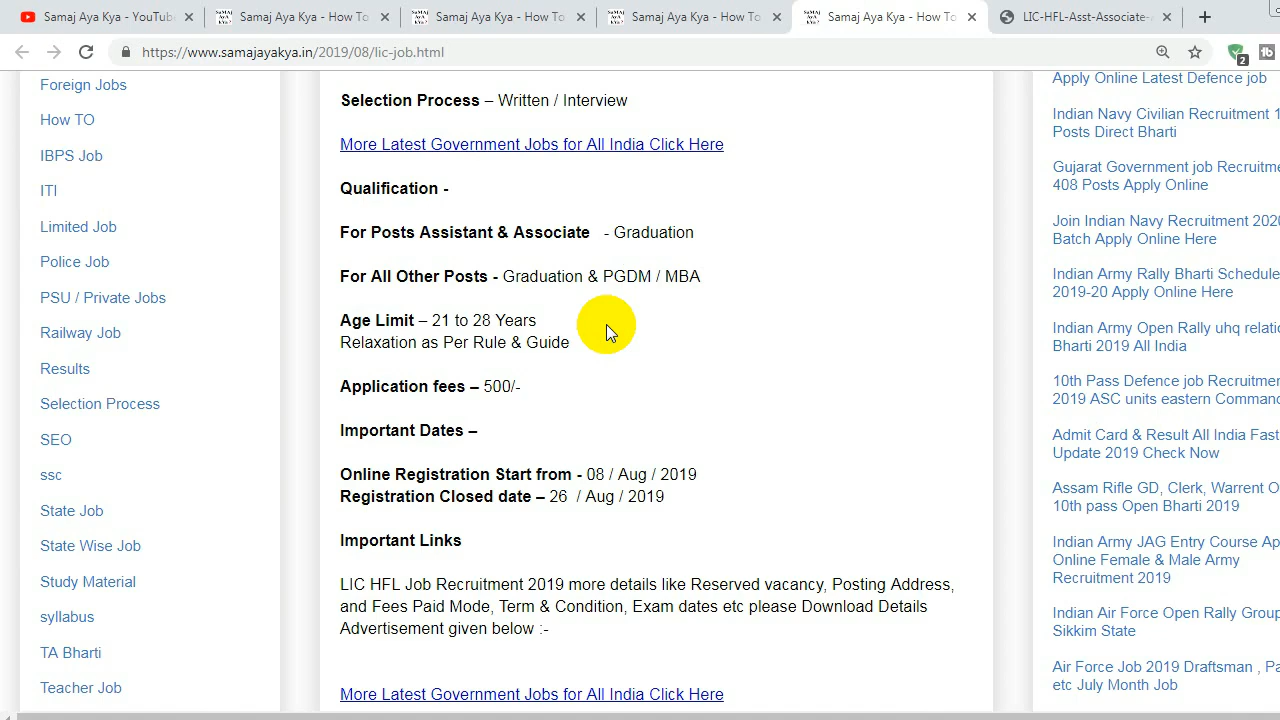 Samaj Aya Kya - YouTube
Samaj Aya Kya - How To
Samaj Aya Kya - How To
Samaj Aya Kya - How To
Samaj Aya Kya - How To
LIC-HFL-Asst-Associate-
https://www.samajayakya.in/2019/08/lic-job.html
2
Foreign Jobs
How TO
IBPS Job
ITI
Limited Job
Police Job
PSU / Private Jobs
Railway Job
Results
Selection Process
SEO
ssc
State Job
State Wise Job
Study Material
syllabus
TA Bharti
Teacher Job
Selection Process – Written / Interview
More Latest Government Jobs for All India Click Here
Qualification -
For Posts Assistant & Associate - Graduation
For All Other Posts - Graduation & PGDM / MBA
Age Limit – 21 to 28 Years
Relaxation as Per Rule & Guide
Application fees – 500/-
Important Dates –
Online Registration Start from - 08 / Aug / 2019
Registration Closed date – 26 / Aug / 2019
Important Links
LIC HFL Job Recruitment 2019 more details like Reserved vacancy, Posting Address,
and Fees Paid Mode, Term & Condition, Exam dates etc please Download Details
Advertisement given below :-
More Latest Government Jobs for All India Click Here
Apply Online Latest Defence job
Indian Navy Civilian Recruitment 1
Posts Direct Bharti
Gujarat Government job Recruitme
408 Posts Apply Online
Join Indian Navy Recruitment 2020
Batch Apply Online Here
Indian Army Rally Bharti Schedule
2019-20 Apply Online Here
Indian Army Open Rally uhq relatio
Bharti 2019 All India
10th Pass Defence job Recruitmen
2019 ASC units eastern Command
Admit Card & Result All India Fast
Update 2019 Check Now
Assam Rifle GD, Clerk, Warrent O
10th pass Open Bharti 2019
Indian Army JAG Entry Course Ap
Online Female & Male Army
Recruitment 2019
Indian Air Force Open Rally Group
Sikkim State
Air Force Job 2019 Draftsman , Pa
etc July Month Job